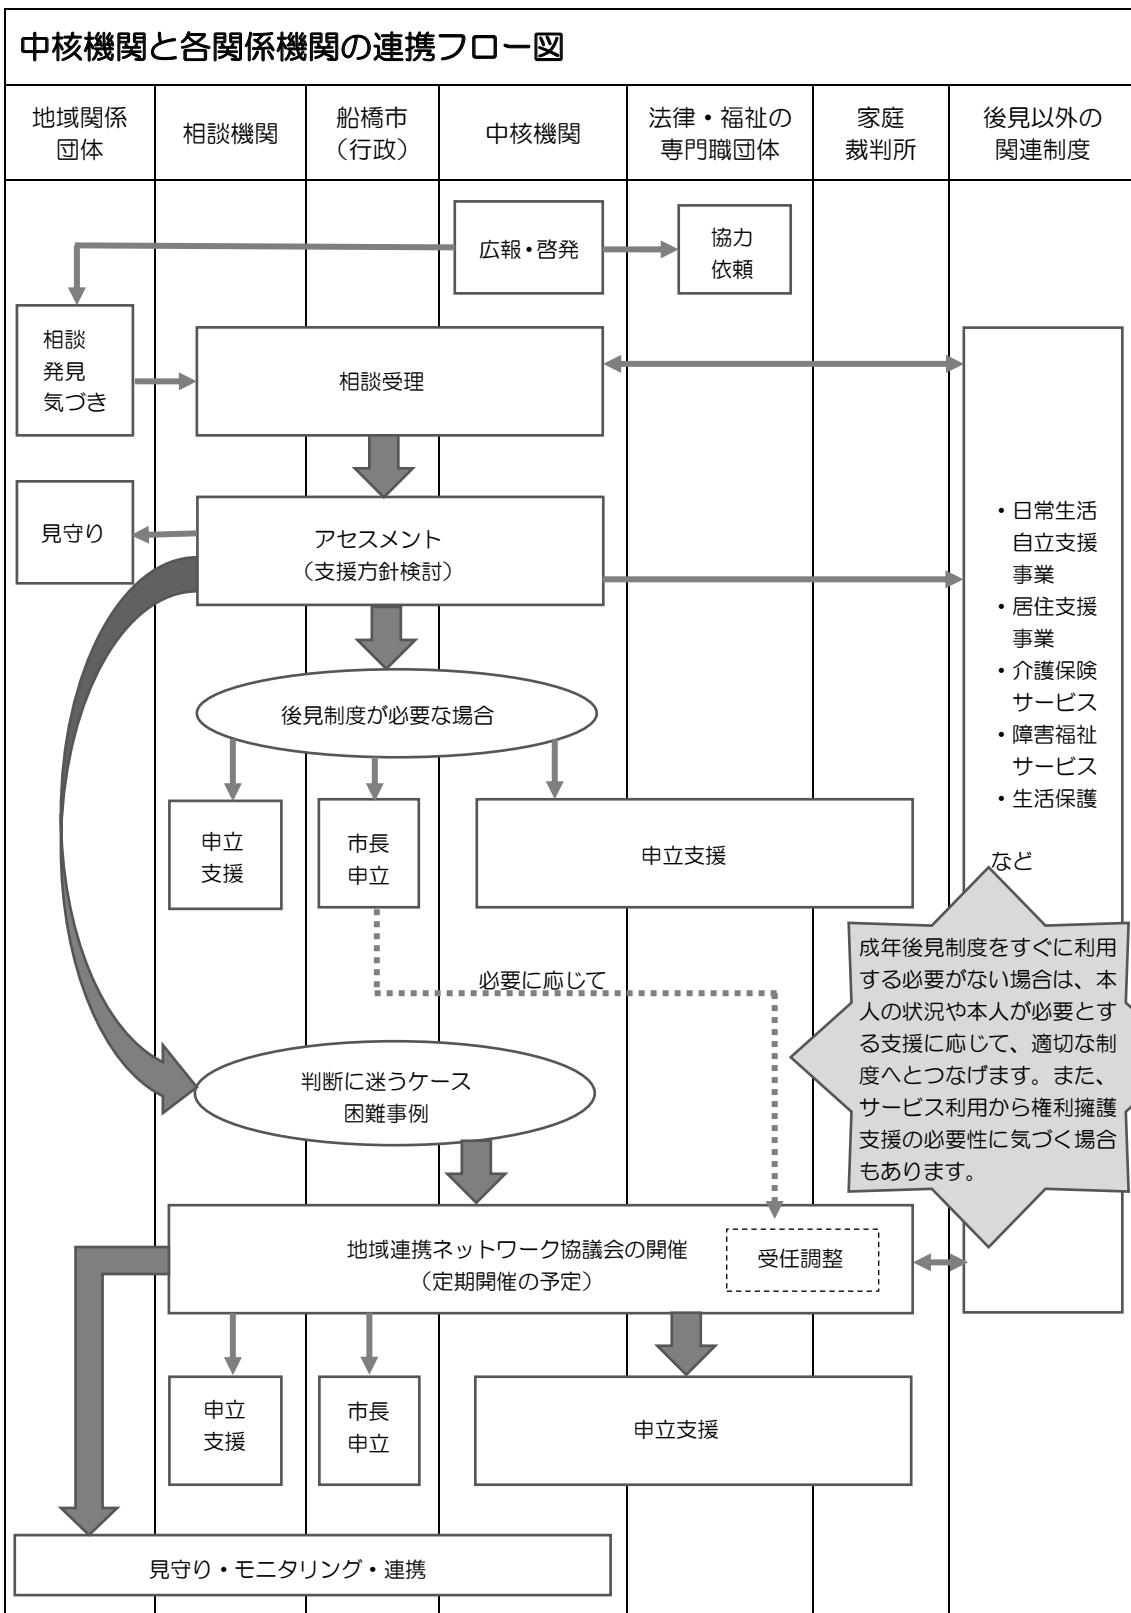 中核機関と各関係機関の連携フロー図
地域関係
団体
相談機関
船橋市
（行政）
中核機関
法律・福祉の
専門職団体
家庭
裁判所
後見以外の
関連制度
広報・啓発
協力
依頼
相談
発見
気づき
相談受理
見守り
アセスメント
（支援方針検討）
・日常生活
自立支援
事業
・居住支援
事業
・介護保険
サービス
・障害福祉
サービス
・生活保護
など
後見制度が必要な場合
申立
支援
市長
申立
申立支援
必要に応じて
成年後見制度をすぐに利用
する必要がない場合は、本
人の状況や本人が必要とす
る支援に応じて、適切な制
度へとつなげます。また、
サービス利用から権利擁護
支援の必要性に気づく場合
もあります。
判断に迷うケース
困難事例
地域連携ネットワーク協議会の開催
（定期開催の予定）
受任調整
申立
支援
市長
申立
申立支援
見守り・モニタリング・連携